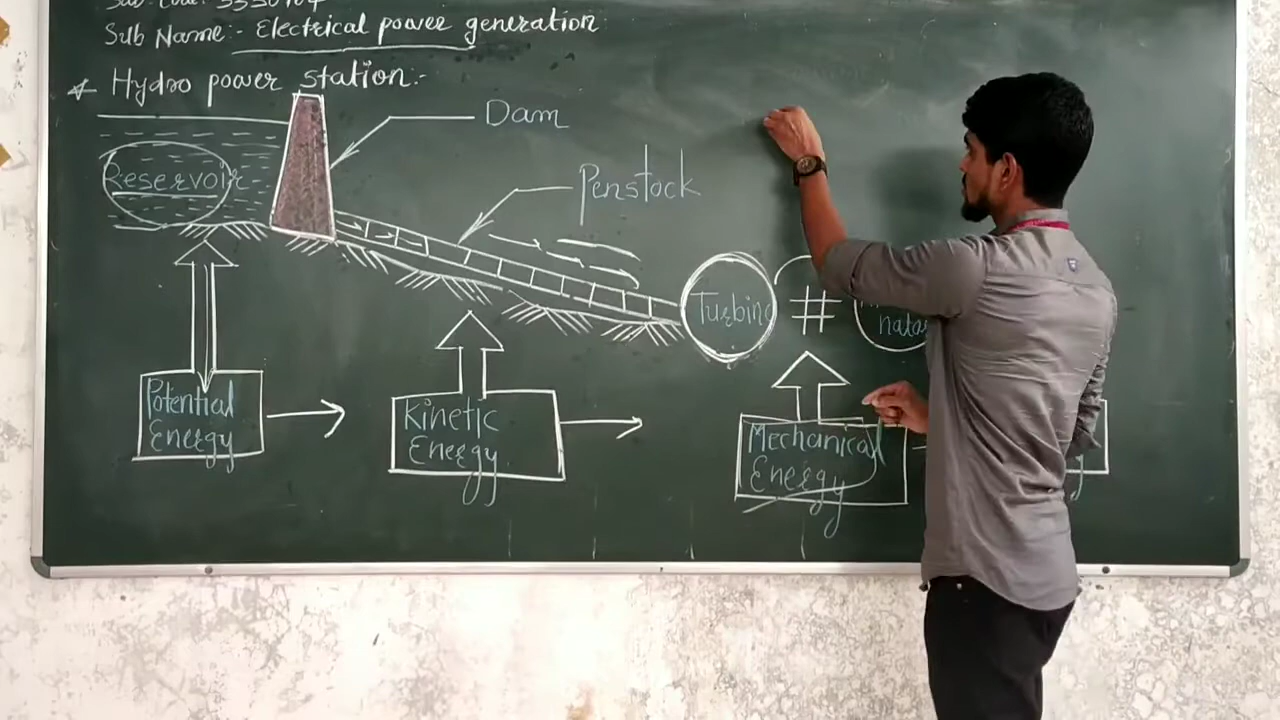 Sub Name:- Electrical power generation
* Hydro power station:-
Dam
Reservoir
Penstock
Turbine
#
Potential
Energy
Kinetic
Energy
Mechanical
Energy